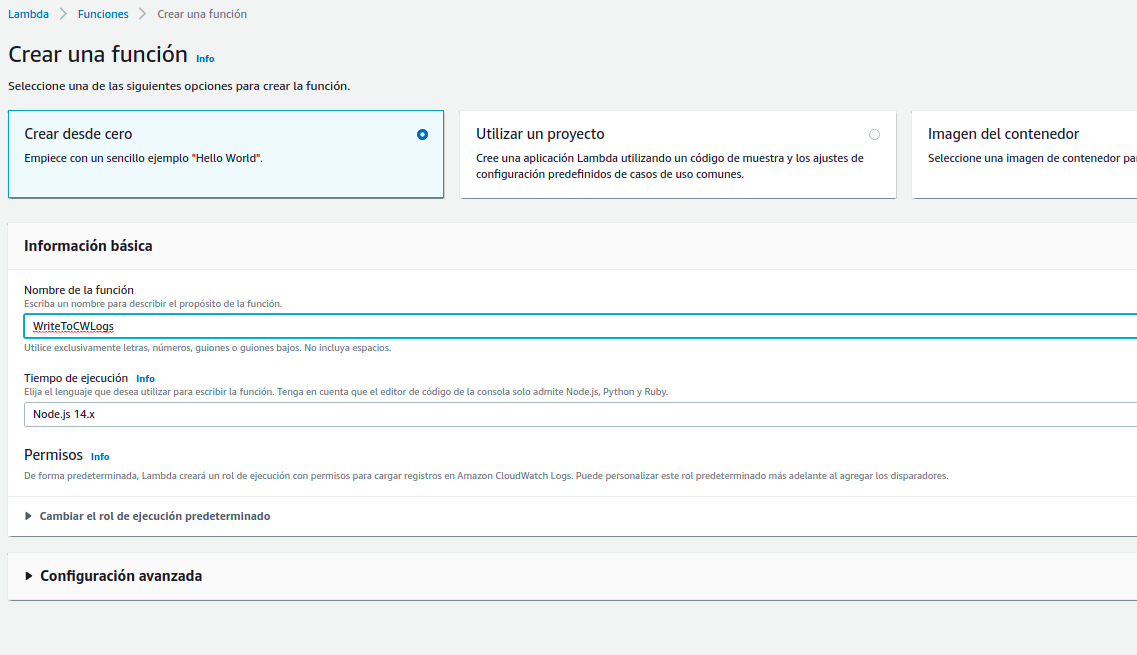 Lambda > Funciones > Crear una función
Crear una función Info
Seleccione una de las siguientes opciones para crear la función.
Crear desde cero
Empiece con un sencillo ejemplo "Hello World".
Utilizar un proyecto
Cree una aplicación Lambda utilizando un código de muestra y los ajustes de
configuración predefinidos de casos de uso comunes.
Imagen del contenedor
Seleccione una imagen de contenedor
Información básica
Nombre de la función
Escriba un nombre para describir el propósito de la función.
WriteToCWLogs
Utilice exclusivamente letras, números, guiones o guiones bajos. No incluya espacios.
Tiempo de ejecución Info
Elija el lenguaje que desea utilizar para escribir la función. Tenga en cuenta que el editor de código de la consola solo admite Node.js, Python y Ruby.
Node.js 14.x
Permisos Info
De forma predeterminada, Lambda creará un rol de ejecución con permisos para cargar registros en Amazon CloudWatch Logs. Puede personalizar este rol predeterminado más adelante al agregar los disparadores.
Cambiar el rol de ejecución predeterminado
Configuración avanzada